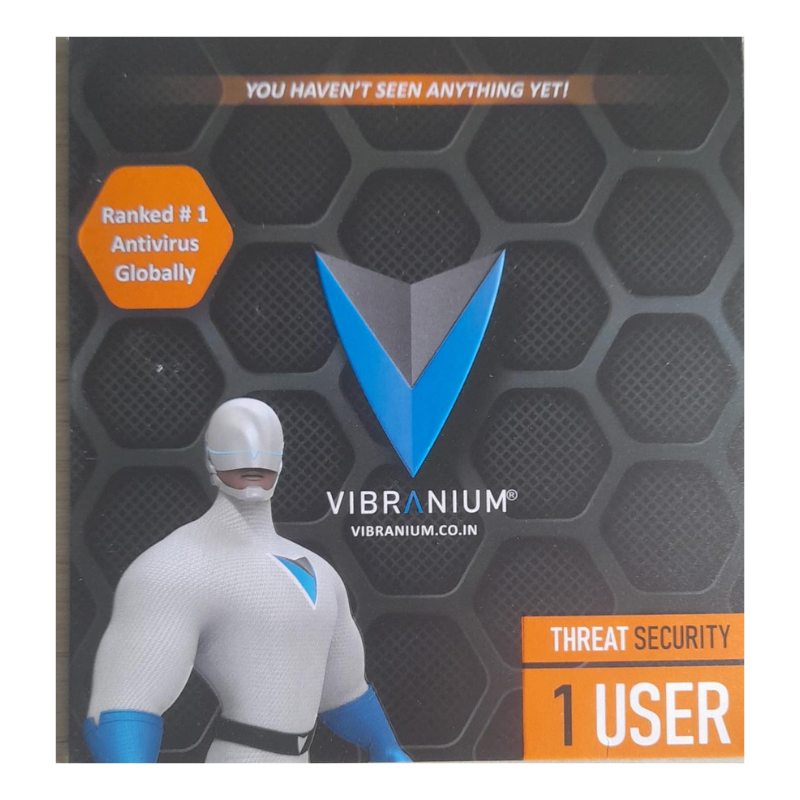 YOU HAVEN'T SEEN ANYTHING YET!
Ranked # 1
Antivirus
Globally
VIBRANIUM®
VIBRANIUM.CO.IN
THREAT SECURITY
1 USER